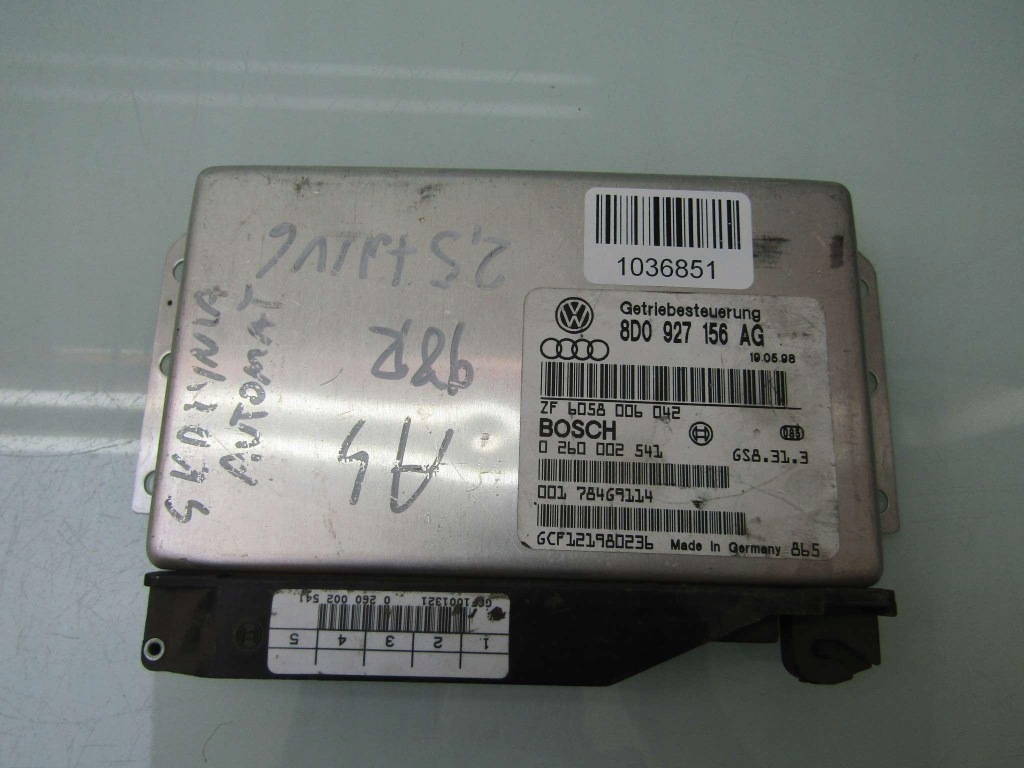 1036851
Getriebesteuerung
8D0 927 156 AG
19.05.98
ZF 6058 006 042
BOSCH
085
0 260 002 541 GS8.31.3
001 78469114
GCF121980236 Made In Germany 865
2,5 tDI V6
98R
A4
AUTOMAT
0 260 002 541
1 2 3 4 5